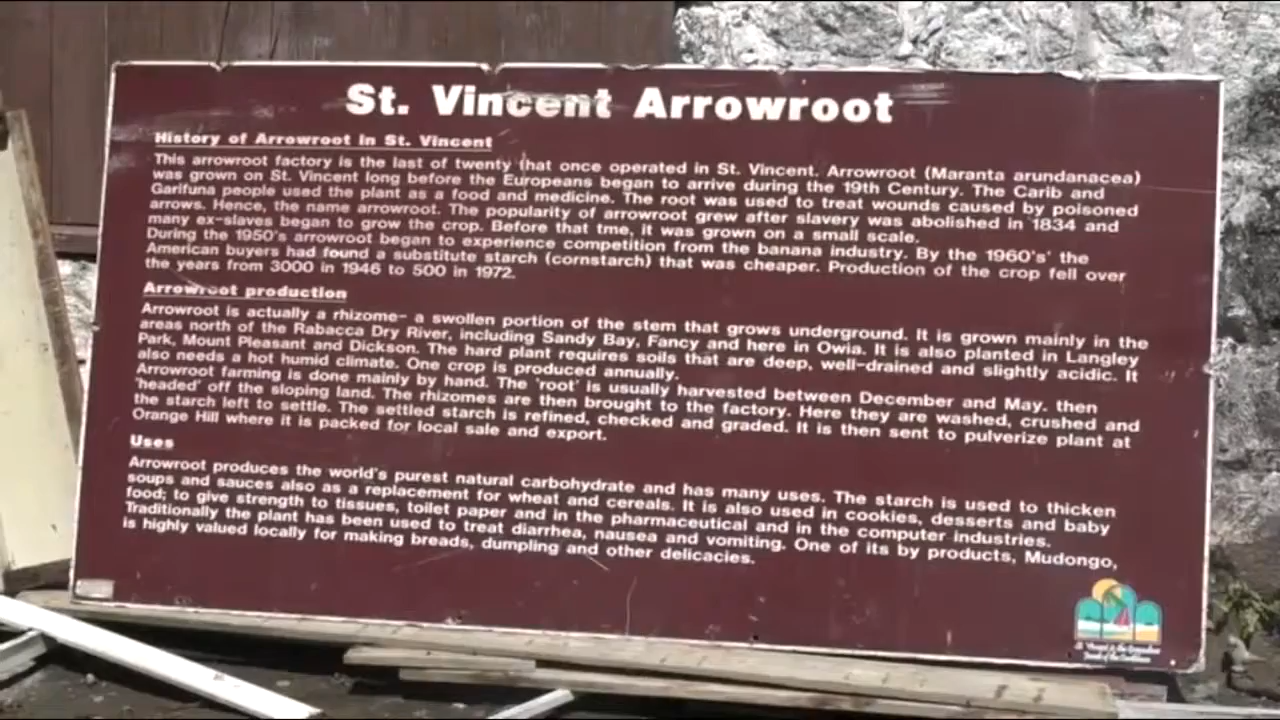 St. Vincent Arrowroot
History of Arrowroot in St. Vincent
This arrowroot factory is the last of twenty that once operated in St. Vincent. Arrowroot (Maranta arundanacea)
was grown on St. Vincent long before the Europeans began to arrive during the 19th Century. The Carib and
Garifuna people used the plant as a food and medicine. The root was used to treat wounds caused by poisoned
arrows. Hence, the name arrowroot. The popularity of arrowroot grew after slavery was abolished in 1834 and
many ex-slaves began to grow the crop. Before that tme, it was grown on a small scale.
During the 1950's arrowroot began to experience competition from the banana industry. By the 1960's' the
American buyers had found a substitute starch (cornstarch) that was cheaper. Production of the crop fell over
the years from 3000 in 1946 to 500 in 1972.
Arrowroot production
Arrowroot is actually a rhizome- a swollen portion of the stem that grows underground. It is grown mainly in the
areas north of the Rabacca Dry River, including Sandy Bay, Fancy and here in Owia. It is also planted in Langley
Park, Mount Pleasant and Dickson. The hard plant requires soils that are deep, well-drained and slightly acidic. It
also needs a hot humid climate. One crop is produced annually.
Arrowroot farming is done mainly by hand. The 'root' is usually harvested between December and May. then
'headed' off the sloping land. The rhizomes are then brought to the factory. Here they are washed, crushed and
the starch left to settle. The settled starch is refined, checked and graded. It is then sent to pulverize plant at
Orange Hill where it is packed for local sale and export.
Uses
Arrowroot produces the world's purest natural carbohydrate and has many uses. The starch is used to thicken
soups and sauces also as a replacement for wheat and cereals. It is also used in cookies, desserts and baby
food; to give strength to tissues, toilet paper and in the pharmaceutical and in the computer industries.
Traditionally the plant has been used to treat diarrhea, nausea and vomiting. One of its by products, Mudongo,
is highly valued locally for making breads, dumpling and other delicacies.